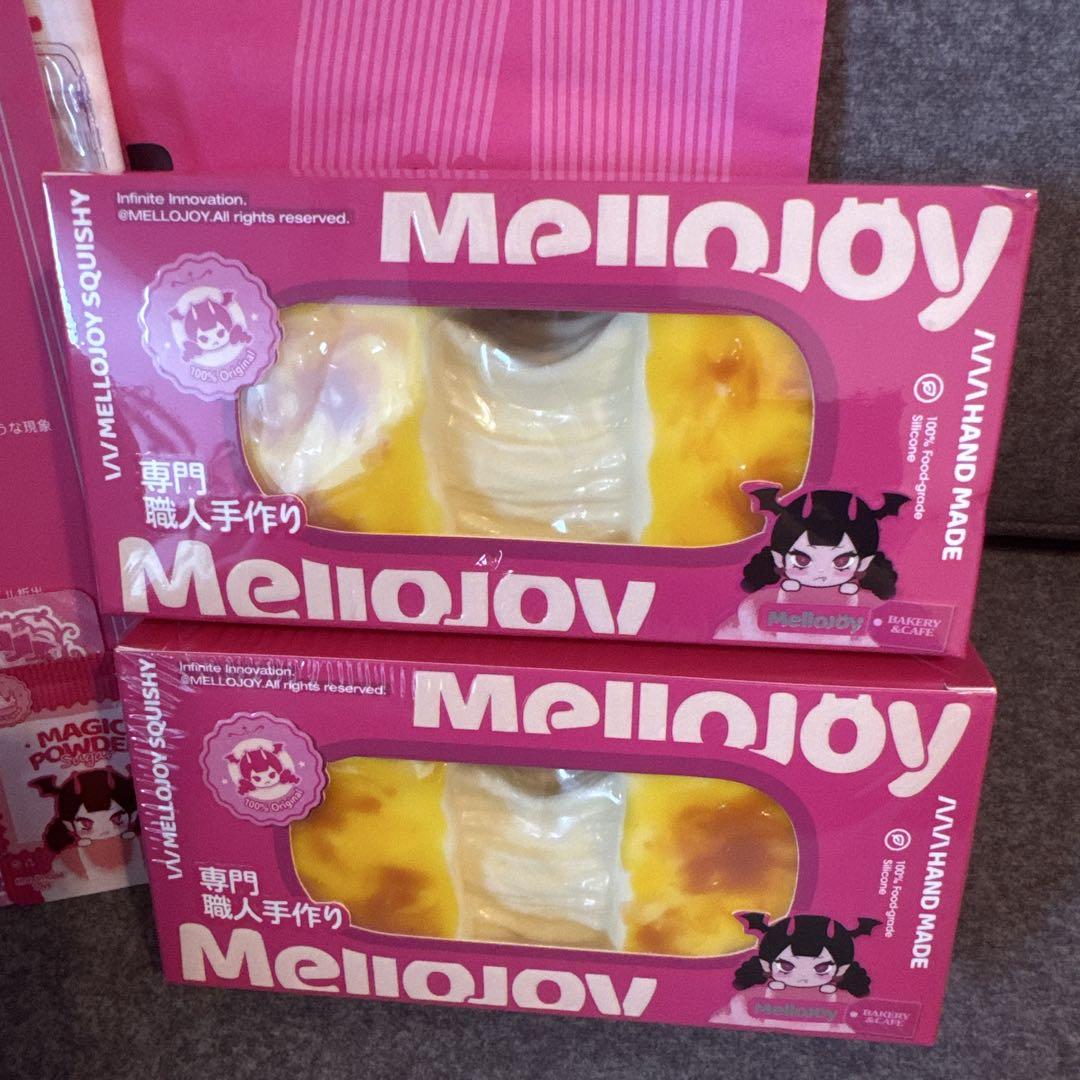 Infinite Innovation.
@MELLOJOY.All rights reserved.
MelloJoy
MELLOJOY SQUISHY
100% Original
専門
職人手作り
MelloJoy
HAND MADE
100% Food-grade
Silicone
MelloJoy
BAKERY
&CAFE
うな現象
MAGIC
POWDER
Sugar
Infinite Innovation.
@MELLOJOY.All rights reserved.
MelloJoy
MELLOJOY SQUISHY
100% Original
専門
職人手作り
MelloJoy
HAND MADE
100% Food-grade
Silicone
MelloJoy
BAKERY
&CAFE